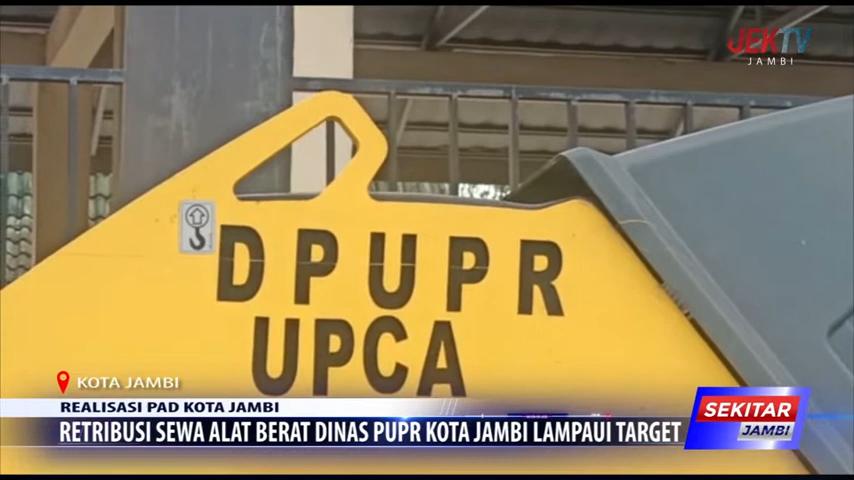 JEKTV
JAMBI
DPUPR
UPCA
KOTA JAMBI
REALISASI PAD KOTA JAMBI
RETRIBUSI SEWA ALAT BERAT DINAS PUPR KOTA JAMBI LAMPAUI TARGET
SEKITAR
JAMBI